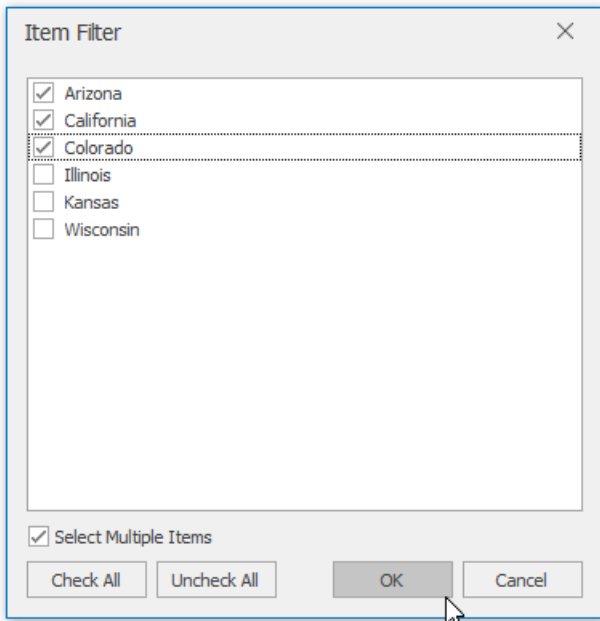 Item Filter
Arizona
California
Colorado
Illinois
Kansas
Wisconsin
Select Multiple Items
Check All Uncheck All OK Cancel